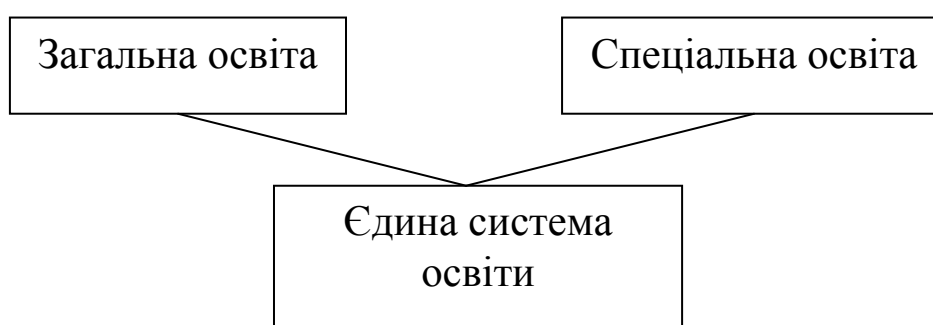 Загальна освіта
Спеціальна освіта
Єдина система
освіти